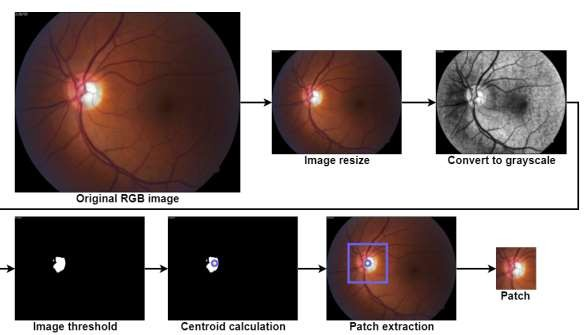 Original RGB image
Image resize
Convert to grayscale
Image threshold
Centroid calculation
Patch extraction
Patch